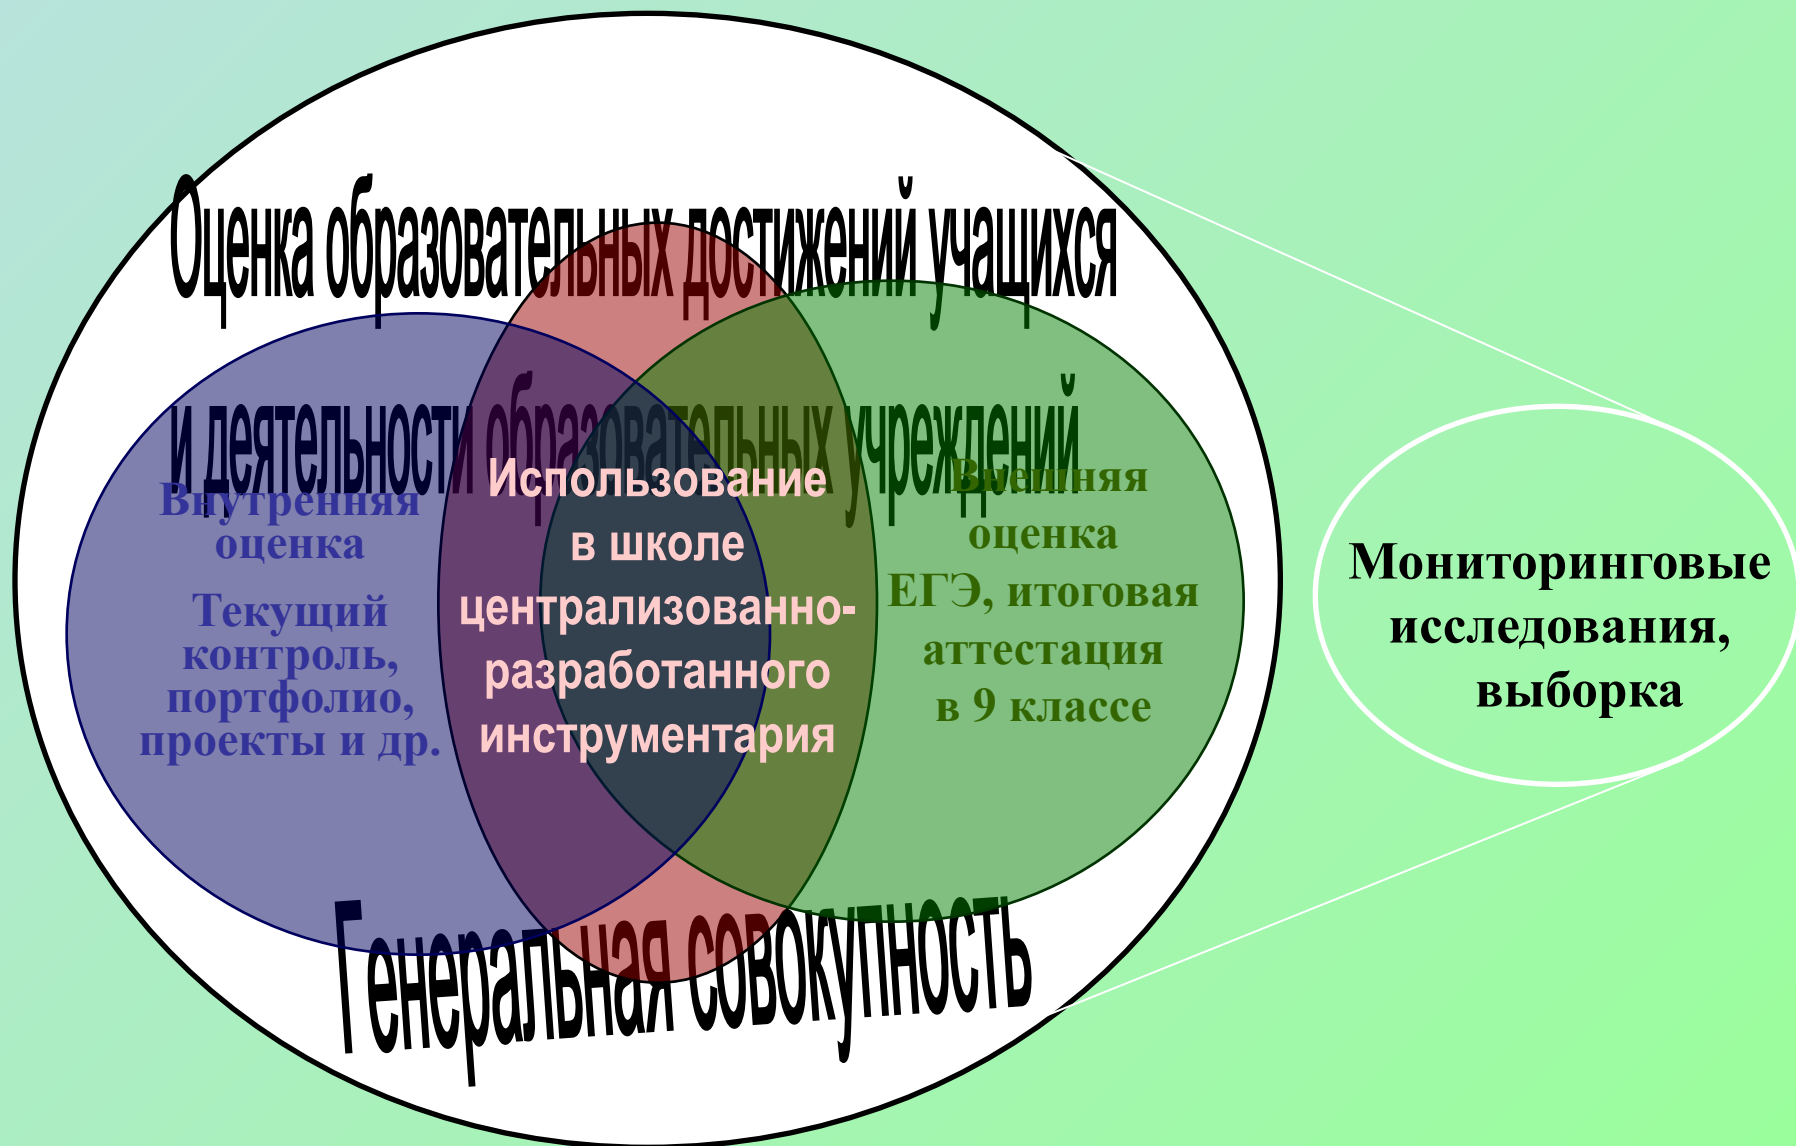 Оценка образовательных достижений учащихся
и деятельности образовательных учреждений
Внутренняя
оценка
Текущий
контроль,
портфолио,
проекты и др.
Использование
в школе
централизованно-
разработанного
инструментария
Внешняя
оценка
ЕГЭ, итоговая
аттестация
в 9 классе
Мониторинговые
исследования,
выборка
Генеральная совокупность